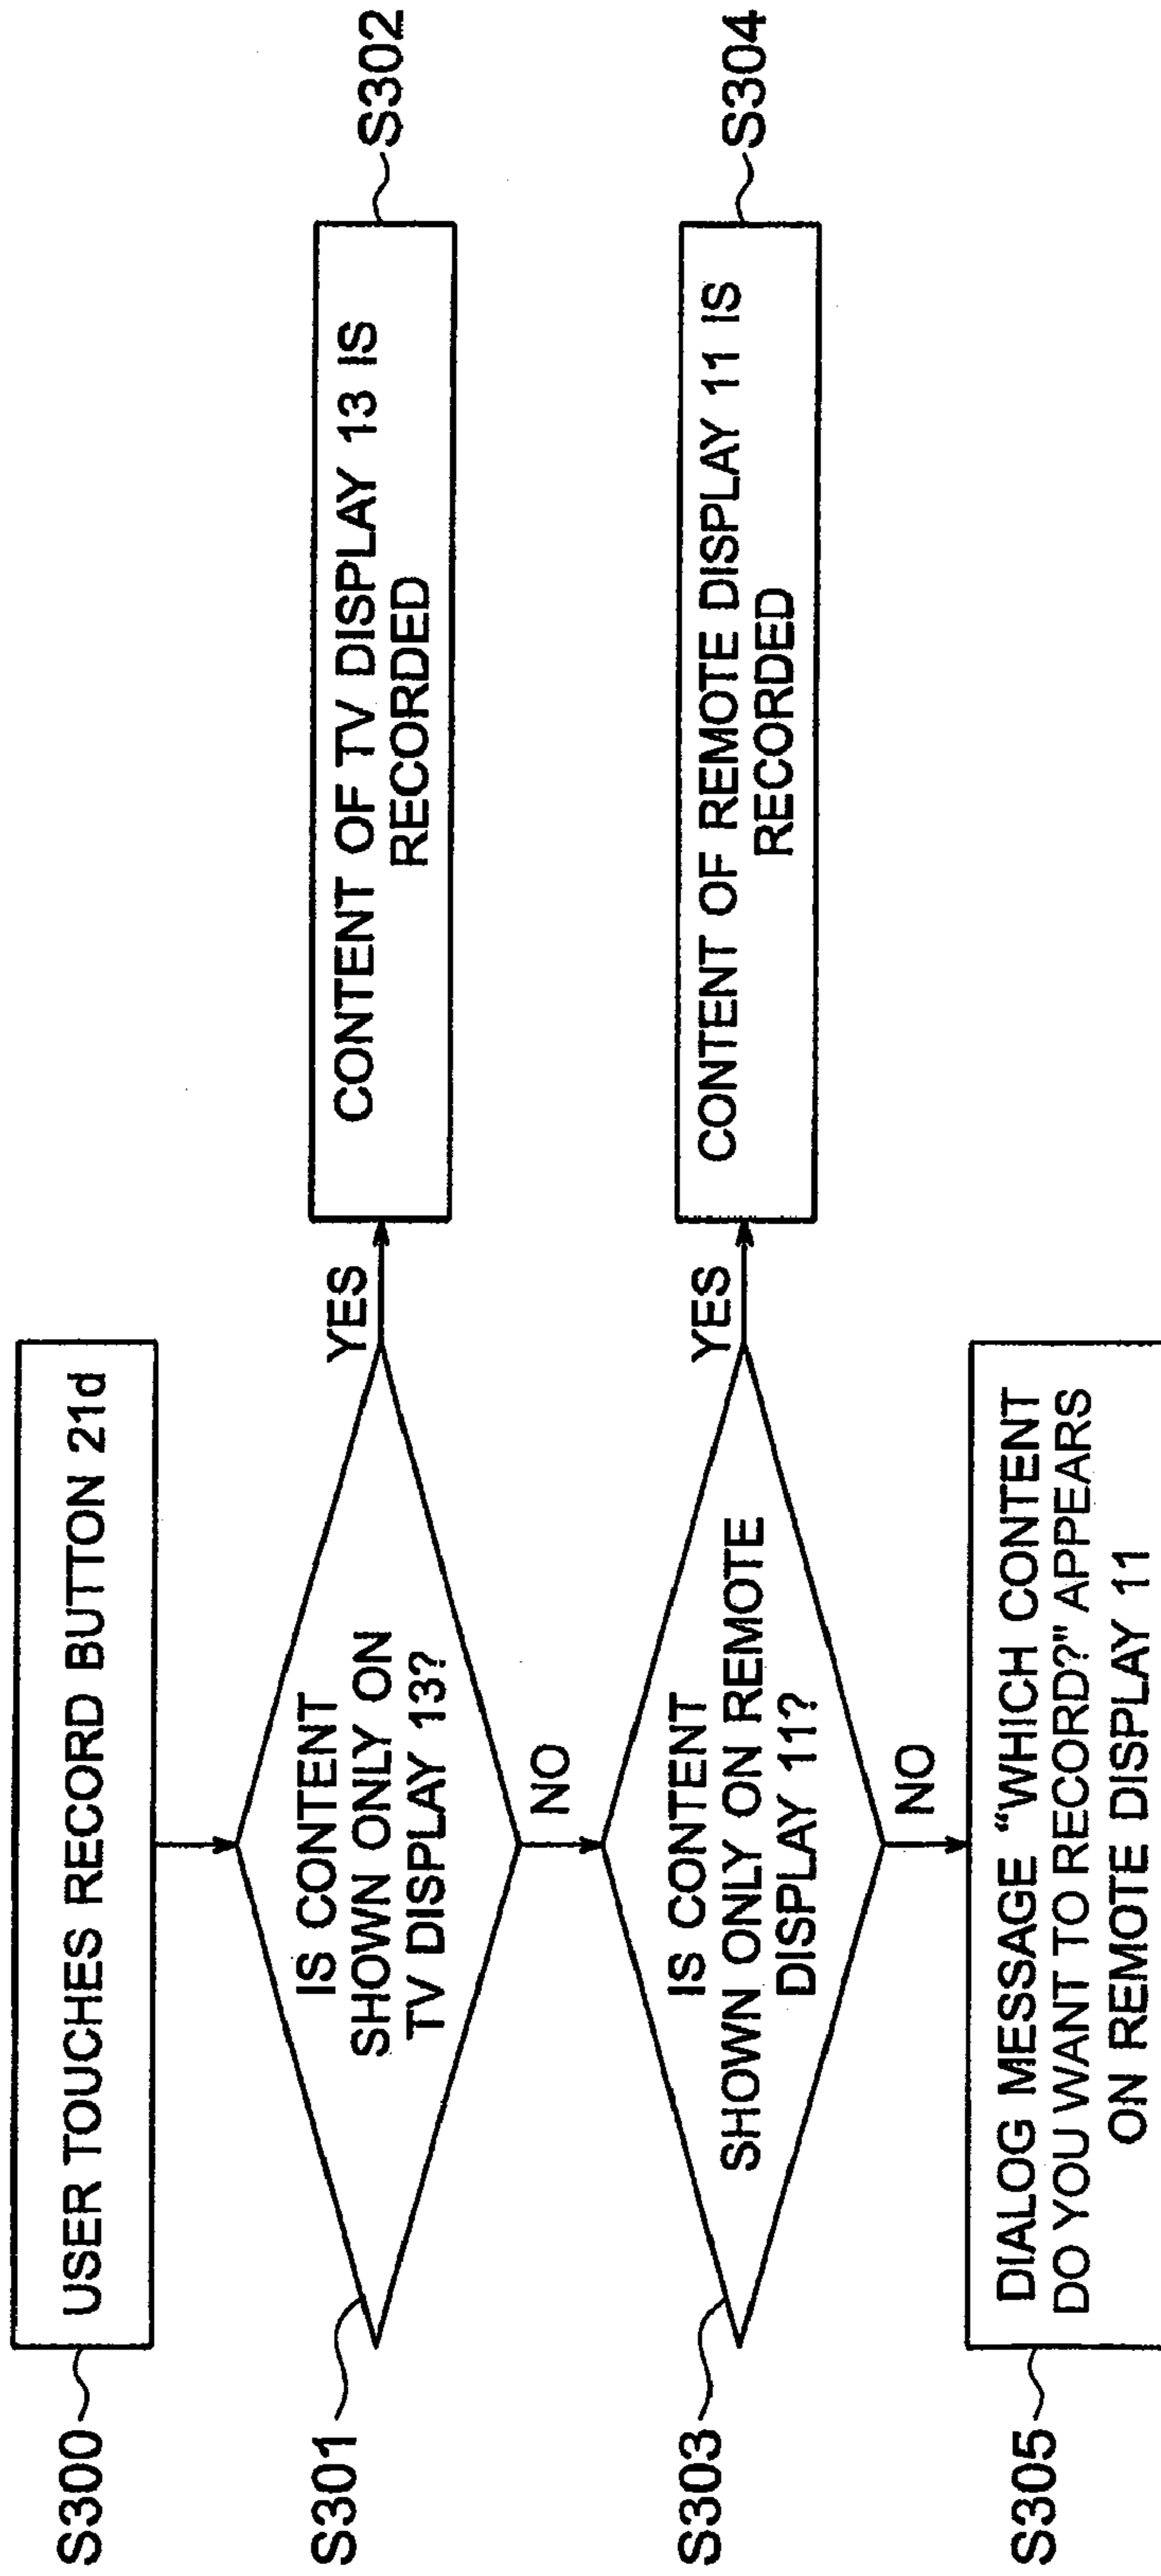 S300
USER TOUCHES RECORD BUTTON 21d
S301
IS CONTENT
SHOWN ONLY ON
TV DISPLAY 13?
YES
CONTENT OF TV DISPLAY 13 IS
RECORDED
S302
NO
S303
IS CONTENT
SHOWN ONLY ON REMOTE
DISPLAY 11?
YES
CONTENT OF REMOTE DISPLAY 11 IS
RECORDED
S304
NO
S305
DIALOG MESSAGE “WHICH CONTENT
DO YOU WANT TO RECORD?" APPEARS
ON REMOTE DISPLAY 11